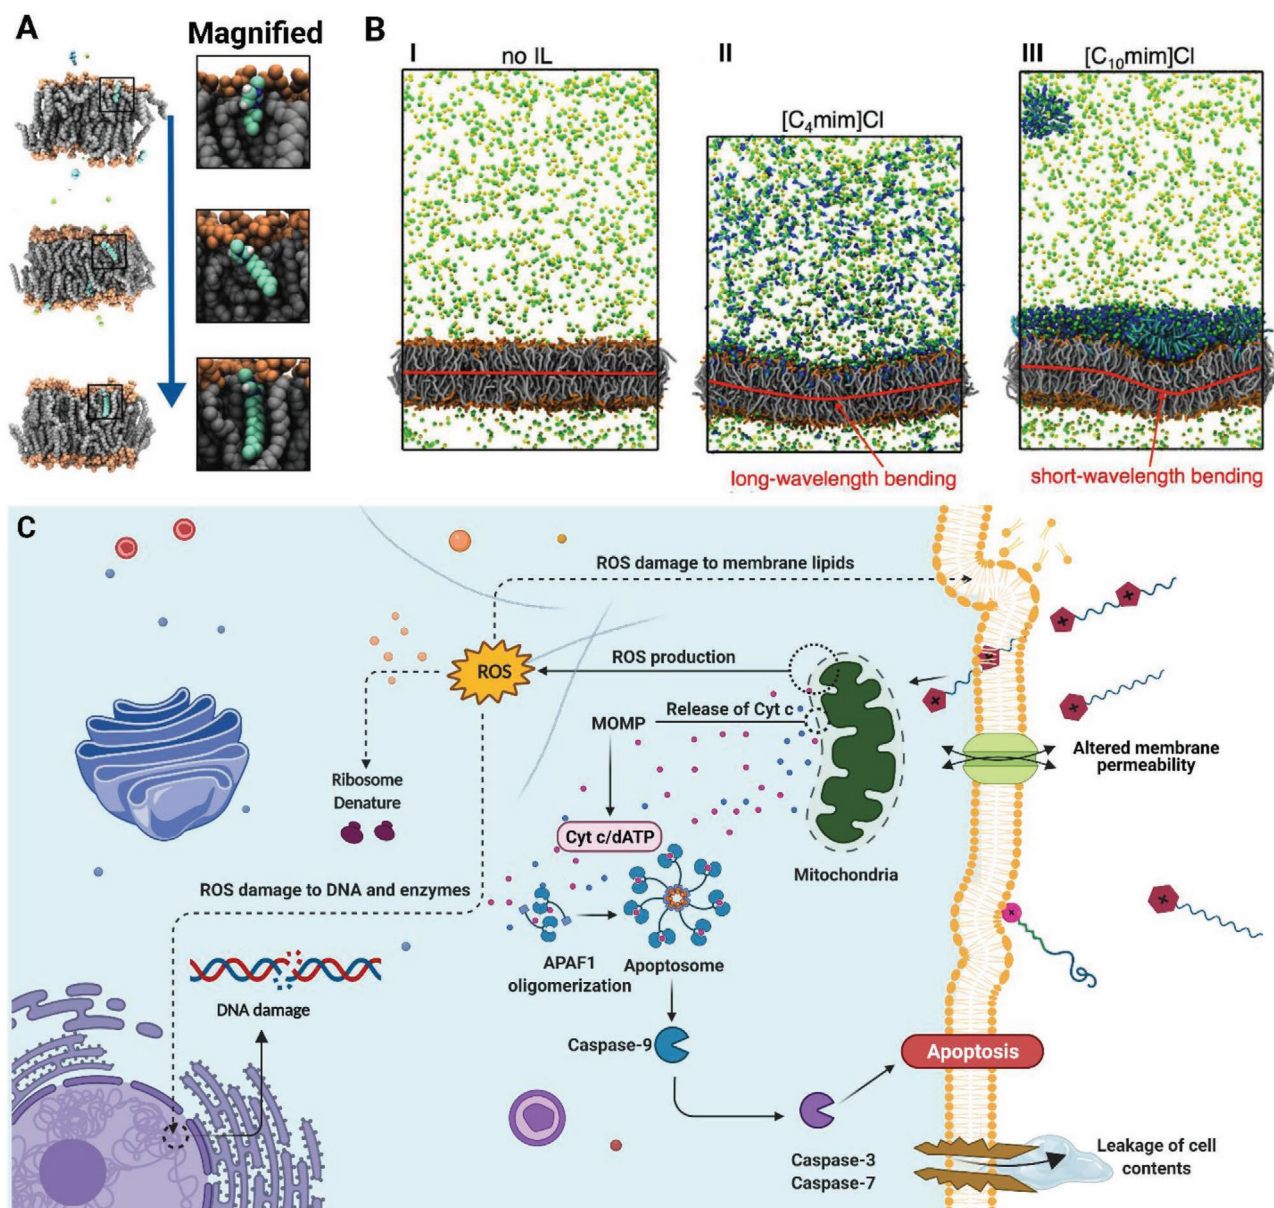 A
Magnified
B
I
no IL
II
[C₄mim]Cl
III
[C₁₀mim]Cl
long-wavelength bending
short-wavelength bending
C
ROS damage to membrane lipids
ROS
ROS production
Release of Cyt c
MOMP
Altered membrane
permeability
Ribosome
Denature
Cyt c/dATP
Mitochondria
ROS damage to DNA and enzymes
APAF1
oligomerization
Apoptosome
DNA damage
Caspase-9
Apoptosis
Caspase-3
Caspase-7
Leakage of cell
contents